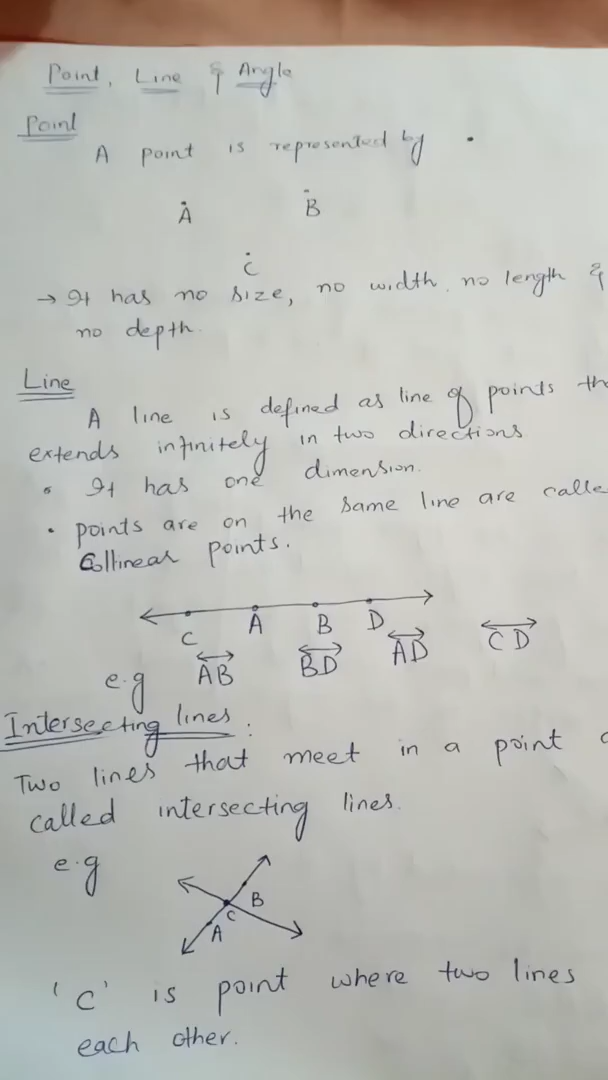 Point, Line & Angle
Point
A point is represented by .
A B
C
→ It has no size, no width, no length &
no depth.
Line
A line is defined as line of points th
extends infinitely in two directions
• It has one dimension.
• points are on the same line are calle
Collinear points.
C A B D
e.g AB BD AD CD
Intersecting lines :
Two lines that meet in a point a
called intersecting lines.
e.g
B
C
A
'C' is point where two lines
each other.